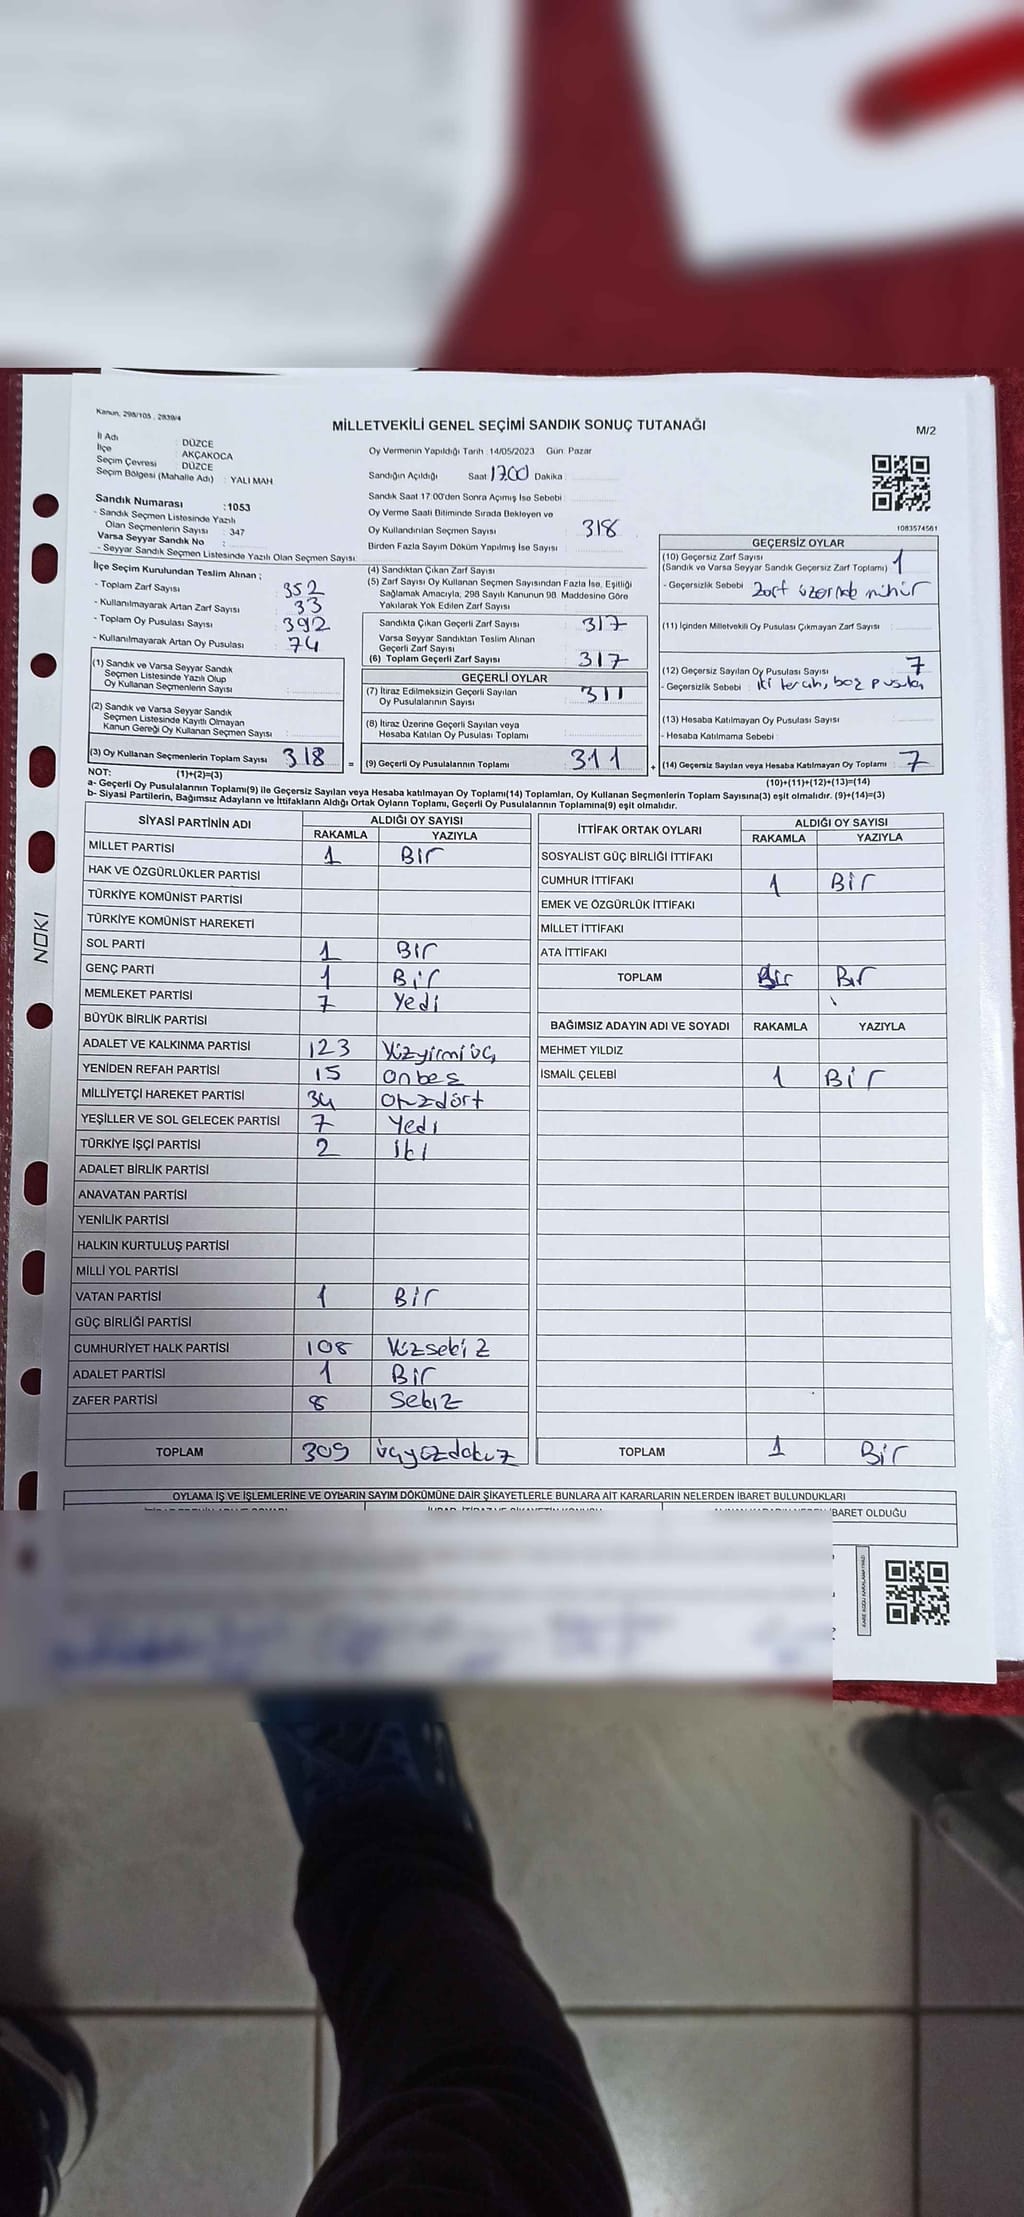 Kanun, 298/105 , 2839/4
MİLLETVEKİLİ GENEL SEÇİMİ SANDIK SONUÇ TUTANAĞI
M/2
İl Adı : DÜZCE
İlçe : AKÇAKOCA
Seçim Çevresi : DÜZCE
Seçim Bölgesi (Mahalle Adı) : YALI MAH
Oy Vermenin Yapıldığı Tarih :14/05/2023 Gün Pazar
Sandığın Açıldığı Saat 17.00 Dakika :
Sandık Saat 17:00'den Sonra Açımış İse Sebebi
Oy Verme Saati Bitiminde Sırada Bekleyen ve
Oy Kullandırılan Seçmen Sayısı 318
Birden Fazla Sayım Döküm Yapılmış İse Sayısı :
Sandık Numarası :1053
- Sandık Seçmen Listesinde Yazılı
Olan Seçmenlerin Sayısı : 347
Varsa Seyyar Sandık No :
- Seyyar Sandık Seçmen Listesinde Yazılı Olan Seçmen Sayısı:
İlçe Seçim Kurulundan Teslim Alınan ;
- Toplam Zarf Sayısı : 352
- Kullanılmayarak Artan Zarf Sayısı : 33
- Toplam Oy Pusulası Sayısı : 392
- Kullanılmayarak Artan Oy Pusulası : 74
(1) Sandık ve Varsa Seyyar Sandık
Seçmen Listesinde Yazılı Olup
Oy Kullanan Seçmenlerin Sayısı :
(2) Sandık ve Varsa Seyyar Sandık
Seçmen Listesinde Kayıtlı Olmayan
Kanun Gereği Oy Kullanan Seçmen Sayısı :
(3) Oy Kullanan Seçmenlerin Toplam Sayısı 318 =
(4) Sandıktan Çıkan Zarf Sayısı
(5) Zarf Sayısı Oy Kullanan Seçmen Sayısından Fazla İse, Eşitliği
Sağlamak Amacıyla, 298 Sayılı Kanunun 98. Maddesine Göre
Yakılarak Yok Edilen Zarf Sayısı :
Sandıkta Çıkan Geçerli Zarf Sayısı : 317
Varsa Seyyar Sandıktan Teslim Alınan
Geçerli Zarf Sayısı :
(6) Toplam Geçerli Zarf Sayısı : 317
GEÇERLİ OYLAR
(7) İtiraz Edilmeksizin Geçerli Sayılan
Oy Pusulalarının Sayısı : 311
(8) İtiraz Üzerine Geçerli Sayılan veya
Hesaba Katılan Oy Pusulası Toplamı :
(9) Geçerli Oy Pusulalarının Toplamı : 311 +
1083574561
GEÇERSİZ OYLAR
(10) Geçersiz Zarf Sayısı
(Sandık ve Varsa Seyyar Sandık Geçersiz Zarf Toplamı) 1
- Geçersizlik Sebebi : Zarf üzerinde mühür
(11) İçinden Milletvekili Oy Pusulası Çıkmayan Zarf Sayısı :
(12) Geçersiz Sayılan Oy Pusulası Sayısı 7
- Geçersizlik Sebebi : iki tercih, boş pusula
(13) Hesaba Katılmayan Oy Pusulası Sayısı :
- Hesaba Katılmama Sebebi :
(14) Geçersiz Sayılan veya Hesaba Katılmayan Oy Toplamı : 7
NOT: (1)+(2)=(3) (10)+(11)+(12)+(13)=(14)
a- Geçerli Oy Pusulalarının Toplamı(9) ile Geçersiz Sayılan veya Hesaba katılmayan Oy Toplamı(14) Toplamları, Oy Kullanan Seçmenlerin Toplam Sayısına(3) eşit olmalıdır. (9)+(14)=(3)
b- Siyasi Partilerin, Bağımsız Adayların ve İttifakların Aldığı Ortak Oyların Toplamı, Geçerli Oy Pusulalarının Toplamına(9) eşit olmalıdır.
SİYASİ PARTİNİN ADI ALDIĞI OY SAYISI
RAKAMLA YAZIYLA
MİLLET PARTİSİ 1 Bir
HAK VE ÖZGÜRLÜKLER PARTİSİ
TÜRKİYE KOMÜNİST PARTİSİ
TÜRKİYE KOMÜNİST HAREKETİ
SOL PARTİ 1 Bir
GENÇ PARTİ 1 Bir
MEMLEKET PARTİSİ 7 Yedi
BÜYÜK BİRLİK PARTİSİ
ADALET VE KALKINMA PARTİSİ 123 Yüzyirmiüç
YENİDEN REFAH PARTİSİ 15 Onbeş
MİLLİYETÇİ HAREKET PARTİSİ 34 Otuzdört
YEŞİLLER VE SOL GELECEK PARTİSİ 7 Yedi
TÜRKİYE İŞÇİ PARTİSİ 2 İki
ADALET BİRLİK PARTİSİ
ANAVATAN PARTİSİ
YENİLİK PARTİSİ
HALKIN KURTULUŞ PARTİSİ
MİLLİ YOL PARTİSİ
VATAN PARTİSİ 1 Bir
GÜÇ BİRLİĞİ PARTİSİ
CUMHURİYET HALK PARTİSİ 108 Yüzsekiz
ADALET PARTİSİ 1 Bir
ZAFER PARTİSİ 8 Sekiz
TOPLAM 309 üçyüzdokuz
İTTİFAK ORTAK OYLARI ALDIĞI OY SAYISI
RAKAMLA YAZIYLA
SOSYALİST GÜÇ BİRLİĞİ İTTİFAKI
CUMHUR İTTİFAKI 1 Bir
EMEK VE ÖZGÜRLÜK İTTİFAKI
MİLLET İTTİFAKI
ATA İTTİFAKI
TOPLAM Bir Bir
BAĞIMSIZ ADAYIN ADI VE SOYADI RAKAMLA YAZIYLA
MEHMET YILDIZ
İSMAİL ÇELEBİ 1 Bir
TOPLAM 1 Bir
OYLAMA İŞ VE İŞLEMLERİNE VE OYLARIN SAYIM DÖKÜMÜNE DAİR ŞİKAYETLERLE BUNLARA AİT KARARLARIN NELERDEN İBARET BULUNDUKLARI
İBARET OLDUĞU
NOKI